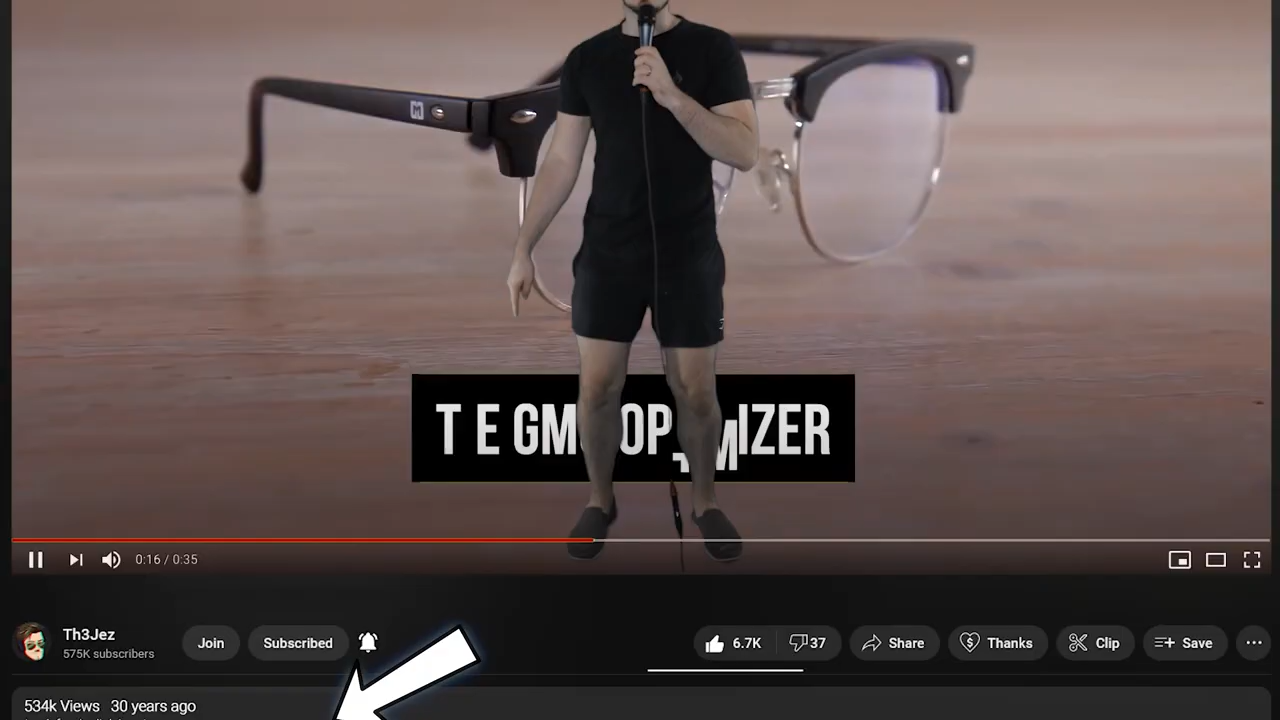 M
T E GM OP IZER
0:16 / 0:35
Th3Jez
575K subscribers
Join
Subscribed
6.7K
37
Share
Thanks
Clip
Save
534k Views 30 years ago